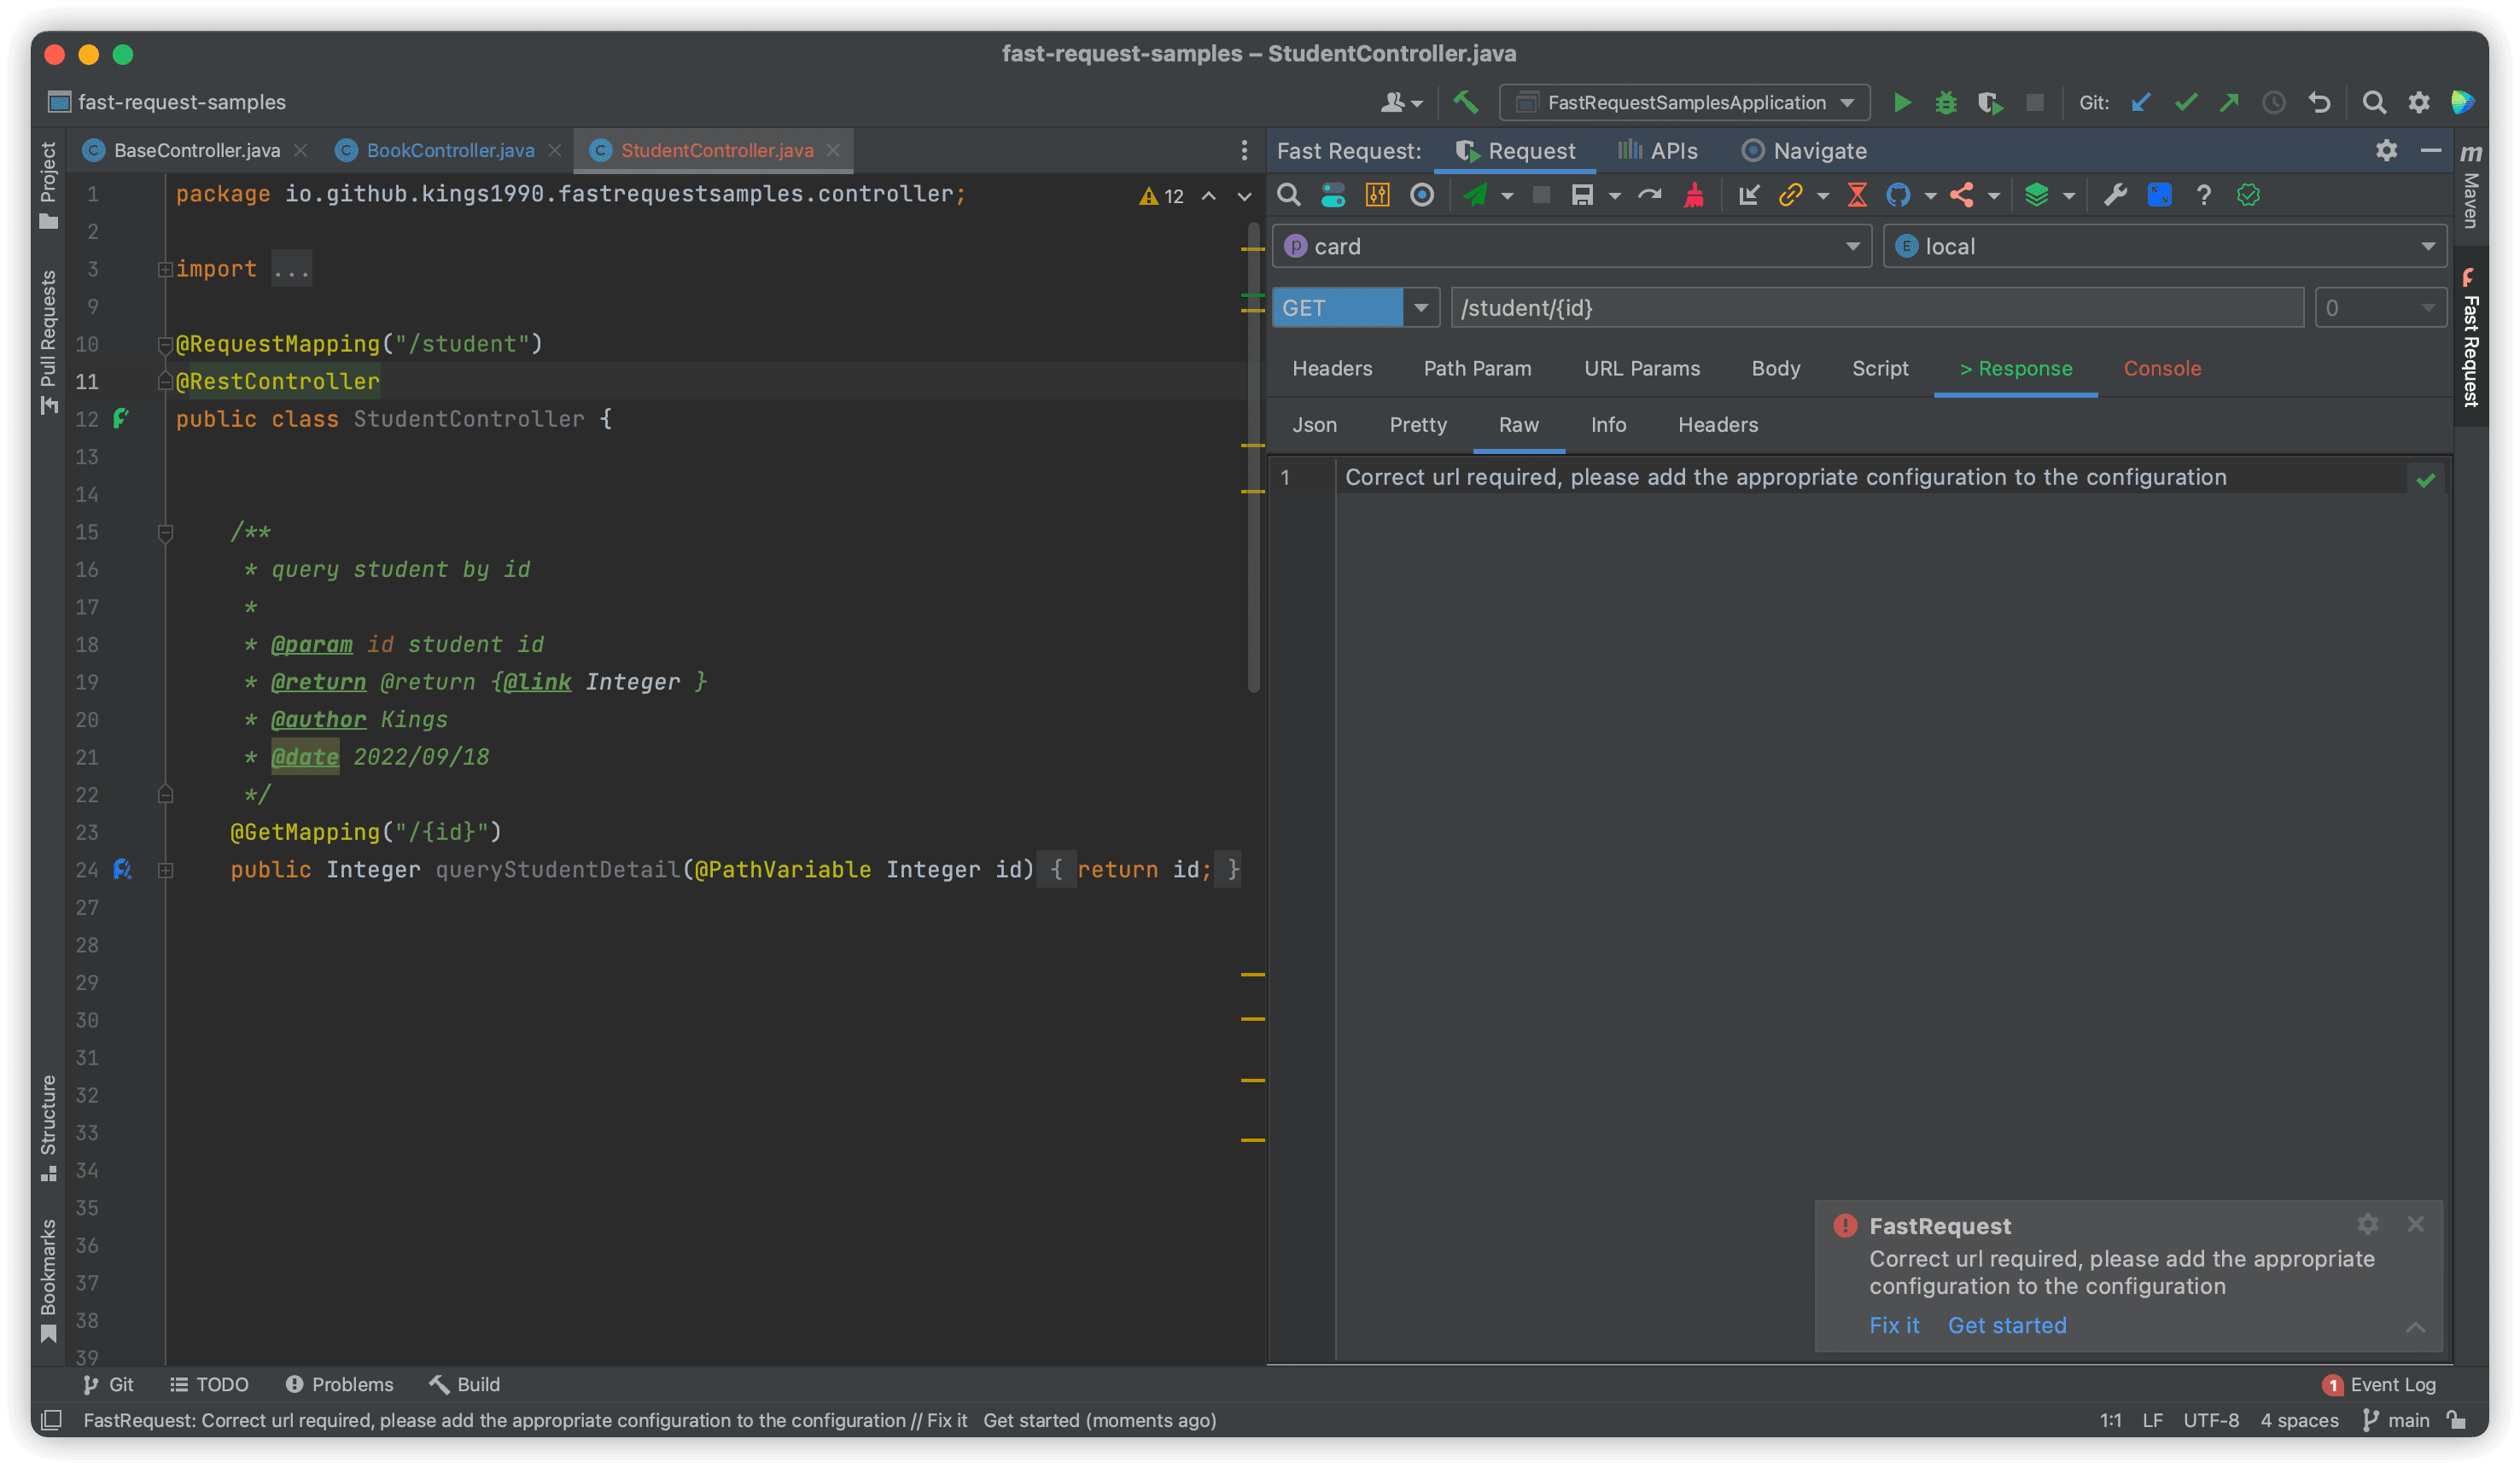 fast-request-samples – StudentController.java
fast-request-samples
FastRequestSamplesApplication
Git:
Project
Pull Requests
Structure
Bookmarks
BaseController.java
BookController.java
StudentController.java
12
1 package io.github.kings1990.fastrequestsamples.controller;
2
3 import ...
9
10 @RequestMapping("/student")
11 @RestController
12 public class StudentController {
13
14
15 /**
16 * query student by id
17 *
18 * @param id student id
19 * @return @return {@link Integer }
20 * @author Kings
21 * @date 2022/09/18
22 */
23 @GetMapping("/{id}")
24 public Integer queryStudentDetail(@PathVariable Integer id) { return id; }
27
28
29
30
31
32
33
34
35
36
37
38
39
Fast Request: Request APIs Navigate
p card
E local
GET /student/{id} 0
Headers Path Param URL Params Body Script > Response Console
Json Pretty Raw Info Headers
1 Correct url required, please add the appropriate configuration to the configuration
FastRequest
Correct url required, please add the appropriate
configuration to the configuration
Fix it Get started
m Maven
Fast Request
Git TODO Problems Build
1 Event Log
FastRequest: Correct url required, please add the appropriate configuration to the configuration // Fix it Get started (moments ago)
1:1 LF UTF-8 4 spaces main